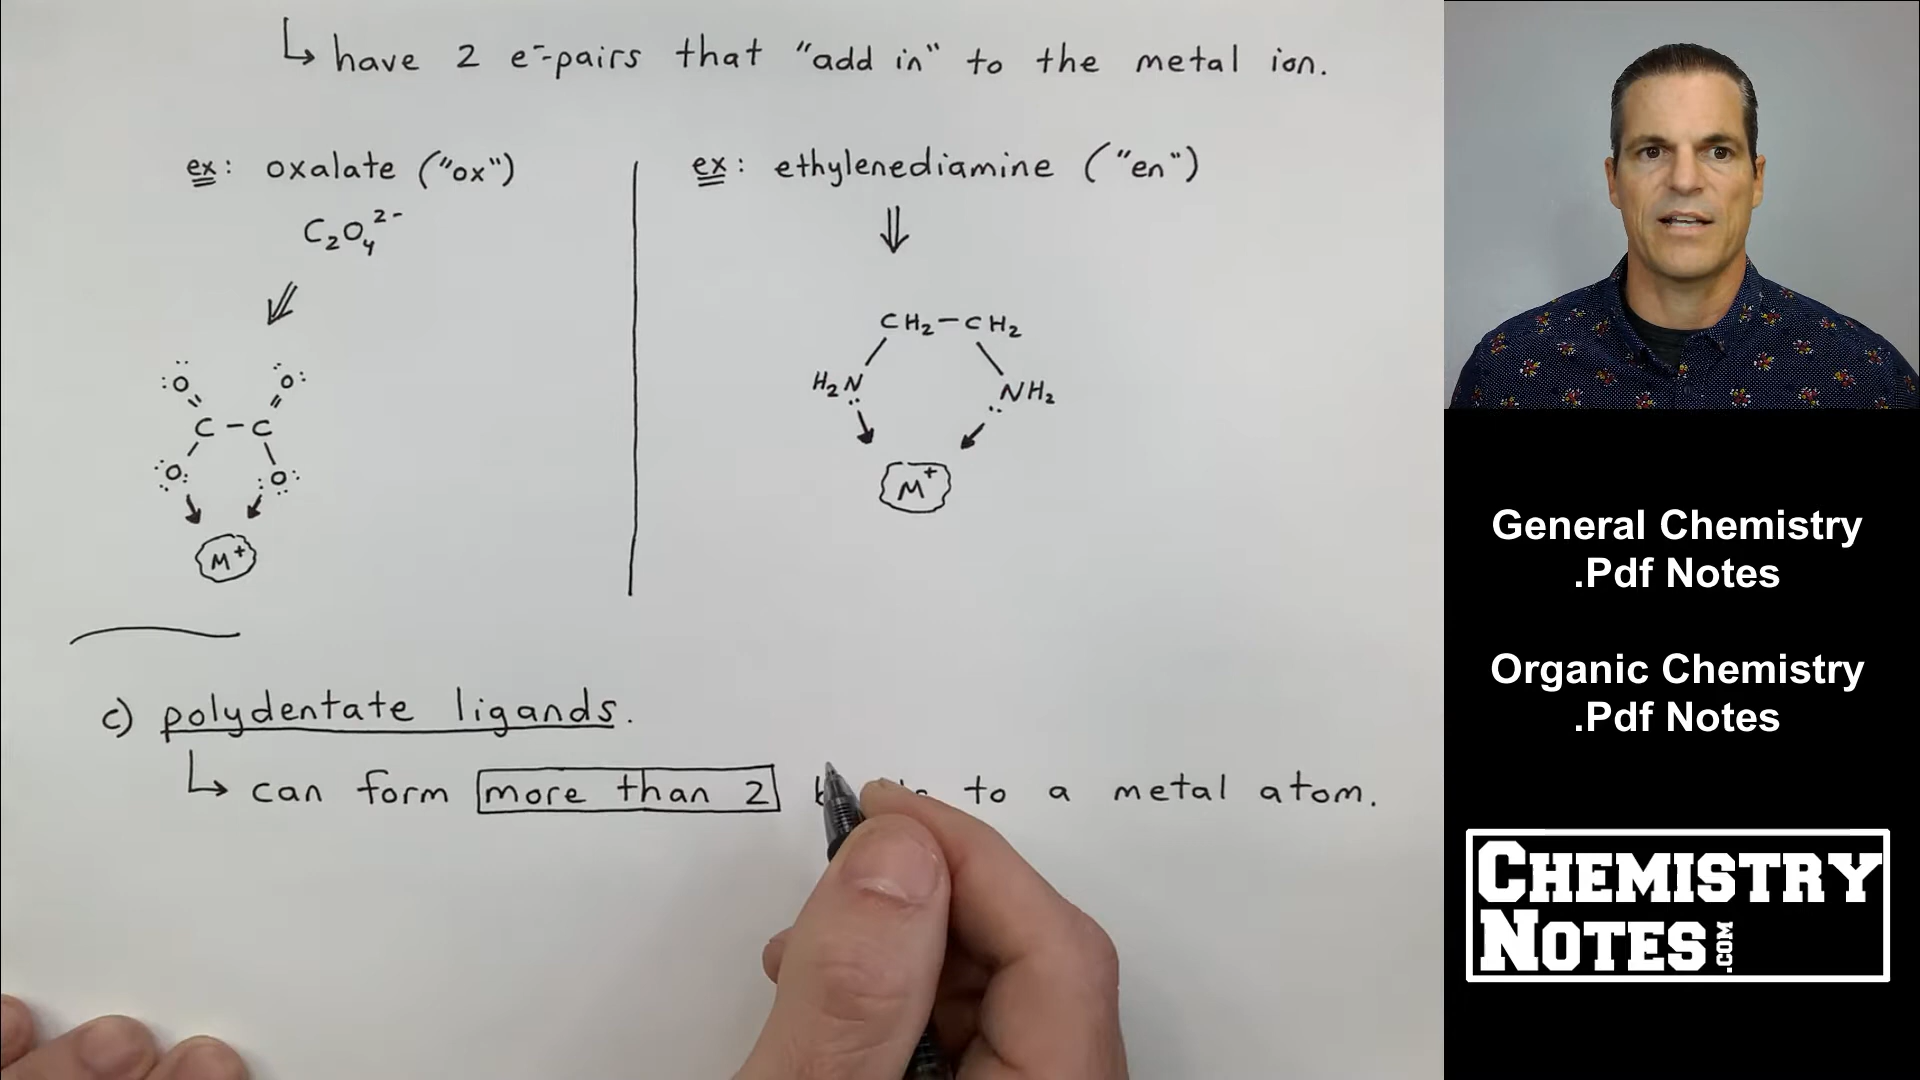 ↳ have 2 e⁻-pairs that "add in" to the metal ion.
ex: oxalate ("ox")
C₂O₄²⁻
:O: O:
C - C
:O: :O:
M⁺
ex: ethylenediamine ("en")
⇓
CH₂-CH₂
H₂N NH₂
M⁺
c) polydentate ligands.
↳ can form more than 2 to a metal atom.
General Chemistry
.Pdf Notes
Organic Chemistry
.Pdf Notes
CHEMISTRY
NOTES.COM